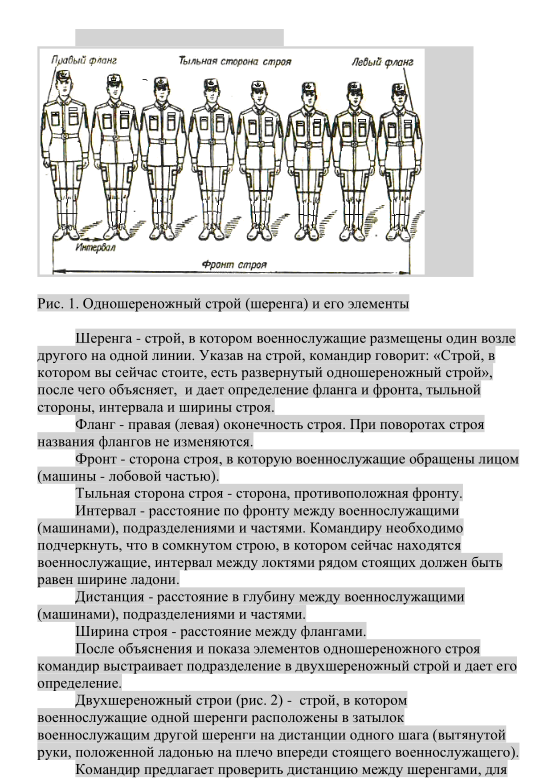 Правый фланг Тыльная сторона строя Левый фланг
Интервал
Фронт строя
Рис. 1. Одношереножный строй (шеренга) и его элементы
Шеренга - строй, в котором военнослужащие размещены один возле
другого на одной линии. Указав на строй, командир говорит: «Строй, в
котором вы сейчас стоите, есть развернутый одношереножный строй»,
после чего объясняет,  и дает определение фланга и фронта, тыльной
стороны, интервала и ширины строя.
Фланг - правая (левая) оконечность строя. При поворотах строя
названия флангов не изменяются.
Фронт - сторона строя, в которую военнослужащие обращены лицом
(машины - лобовой частью).
Тыльная сторона строя - сторона, противоположная фронту.
Интервал - расстояние по фронту между военнослужащими
(машинами), подразделениями и частями. Командиру необходимо
подчеркнуть, что в сомкнутом строю, в котором сейчас находятся
военнослужащие, интервал между локтями рядом стоящих должен быть
равен ширине ладони.
Дистанция - расстояние в глубину между военнослужащими
(машинами), подразделениями и частями.
Ширина строя - расстояние между флангами.
После объяснения и показа элементов одношереножного строя
командир выстраивает подразделение в двухшереножный строй и дает его
определение.
Двухшереножный строи (рис. 2) -  строй, в котором
военнослужащие одной шеренги расположены в затылок
военнослужащим другой шеренги на дистанции одного шага (вытянутой
руки, положенной ладонью на плечо впереди стоящего военнослужащего).
Командир предлагает проверить дистанцию между шеренгами, для